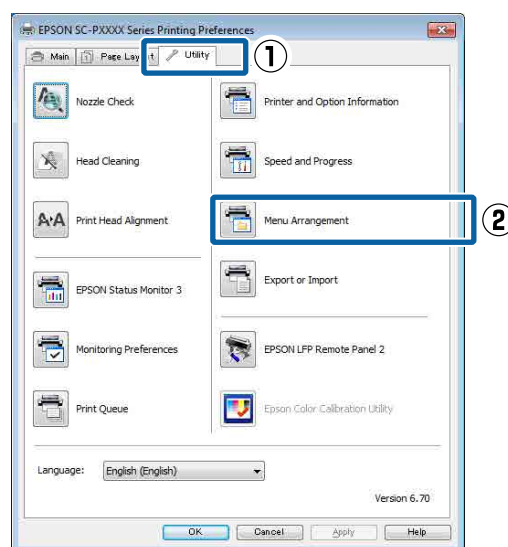 EPSON SC-PXXXX Series Printing Preferences
Main Page Lay t Utility
①
Nozzle Check
Printer and Option Information
Head Cleaning
Speed and Progress
Print Head Alignment
Menu Arrangement
②
EPSON Status Monitor 3
Export or Import
Monitoring Preferences
EPSON LFP Remote Panel 2
Print Queue
Epson Color Calibration Utility
Language: English (English)
Version 6.70
OK Cancel Apply Help